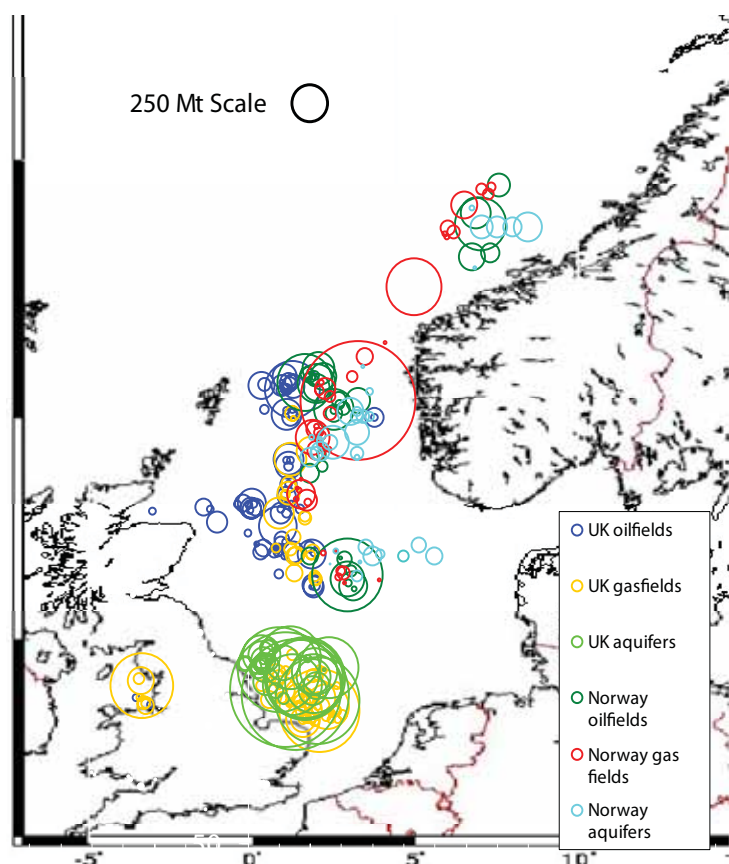 250 Mt Scale
UK oilfields
UK gasfields
UK aquifers
Norway
oilfields
Norway gas
fields
Norway
aquifers
50
-5° 0° 5° 10°